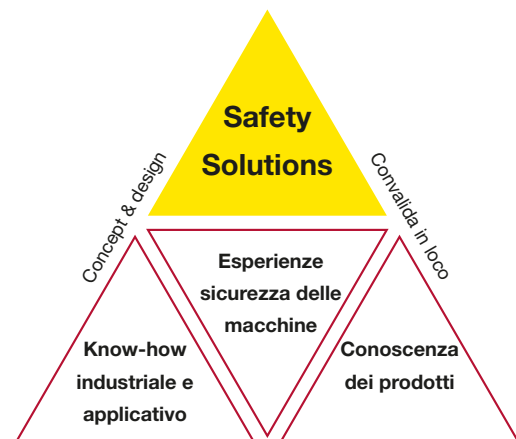 Safety
Solutions
Concept & design
Convalida in loco
Esperienze
sicurezza delle
macchine
Know-how
industriale e
applicativo
Conoscenza
dei prodotti